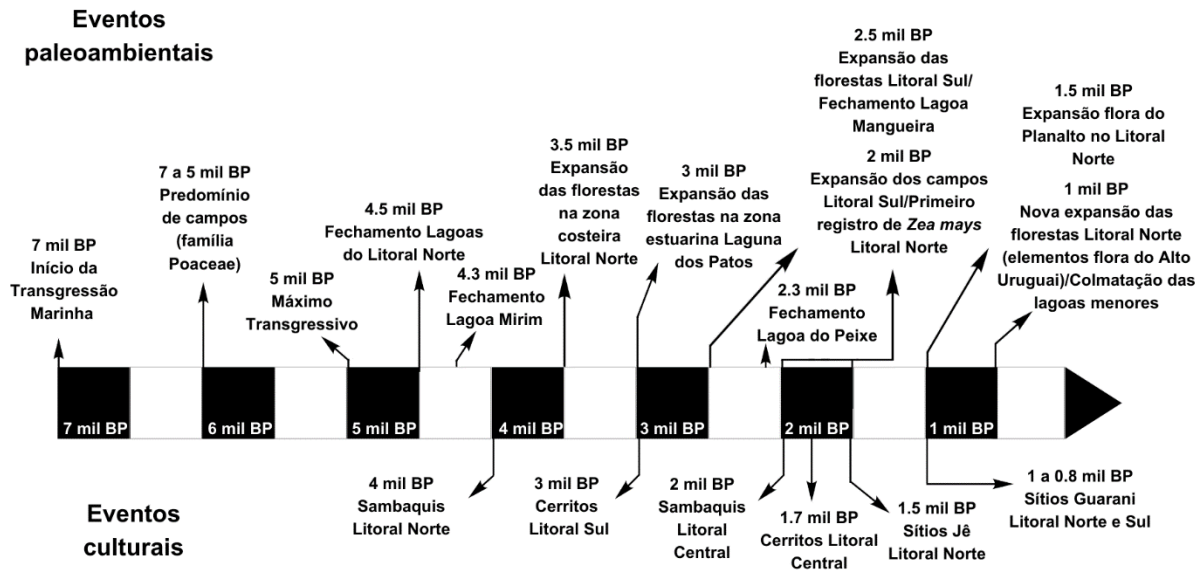 Eventos
paleoambientais
7 mil BP
Início da
Transgressão
Marinha
7 a 5 mil BP
Predomínio
de campos
(família
Poaceae)
5 mil BP
Máximo
Transgressivo
4.5 mil BP
Fechamento Lagoas
do Litoral Norte
4.3 mil BP
Fechamento
Lagoa Mirim
3.5 mil BP
Expansão
das florestas
na zona
costeira
Litoral Norte
3 mil BP
Expansão das
florestas na zona
estuarina Laguna
dos Patos
2.5 mil BP
Expansão das
florestas Litoral Sul/
Fechamento Lagoa
Mangueira
2.3 mil BP
Fechamento
Lagoa do Peixe
2 mil BP
Expansão dos campos
Litoral Sul/Primeiro
registro de Zea mays
Litoral Norte
1.5 mil BP
Expansão flora do
Planalto no Litoral
Norte
1 mil BP
Nova expansão das
florestas Litoral Norte
(elementos flora do Alto
Uruguai)/Colmatação das
lagoas menores
7 mil BP
6 mil BP
5 mil BP
4 mil BP
3 mil BP
2 mil BP
1 mil BP
Eventos
culturais
4 mil BP
Sambaquis
Litoral Norte
3 mil BP
Cerritos
Litoral Sul
2 mil BP
Sambaquis
Litoral
Central
1.7 mil BP
Cerritos Litoral
Central
1.5 mil BP
Sítios Jê
Litoral Norte
1 a 0.8 mil BP
Sítios Guarani
Litoral Norte e Sul